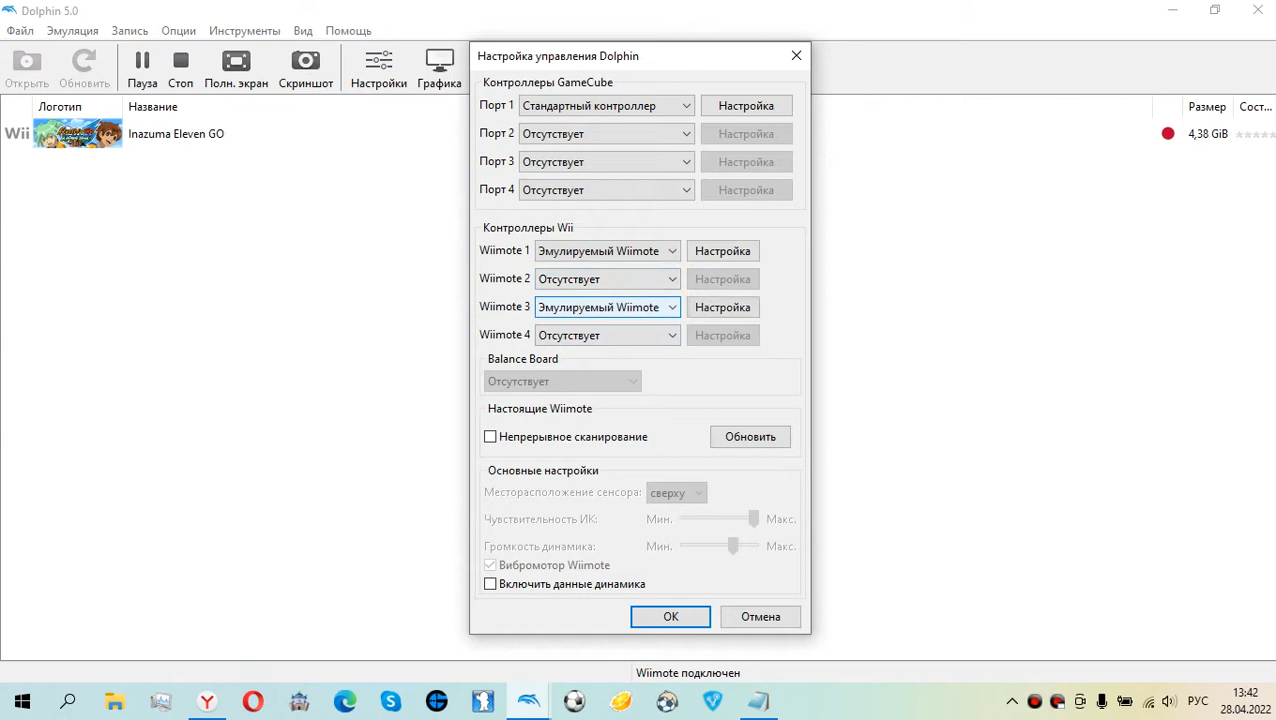 Dolphin 5.0
Файл Эмуляция Запись Опции Инструменты Вид Помощь
Открыть Обновить Пауза Стоп Полн. экран Скриншот Настройки Графика
Логотип Название Размер Сост...
Wii Inazuma Eleven GO 4,38 GiB
Настройка управления Dolphin
Контроллеры GameCube
Порт 1 Стандартный контроллер Настройка
Порт 2 Отсутствует Настройка
Порт 3 Отсутствует Настройка
Порт 4 Отсутствует Настройка
Контроллеры Wii
Wiimote 1 Эмулируемый Wiimote Настройка
Wiimote 2 Отсутствует Настройка
Wiimote 3 Эмулируемый Wiimote Настройка
Wiimote 4 Отсутствует Настройка
Balance Board
Отсутствует
Настоящие Wiimote
Непрерывное сканирование Обновить
Основные настройки
Месторасположение сенсора: сверху
Чувствительность ИК: Мин. Макс.
Громкость динамика: Мин. Макс.
Вибромотор Wiimote
Включить данные динамика
OK Отмена
Wiimote подключен
РУС
13:42
28.04.2022